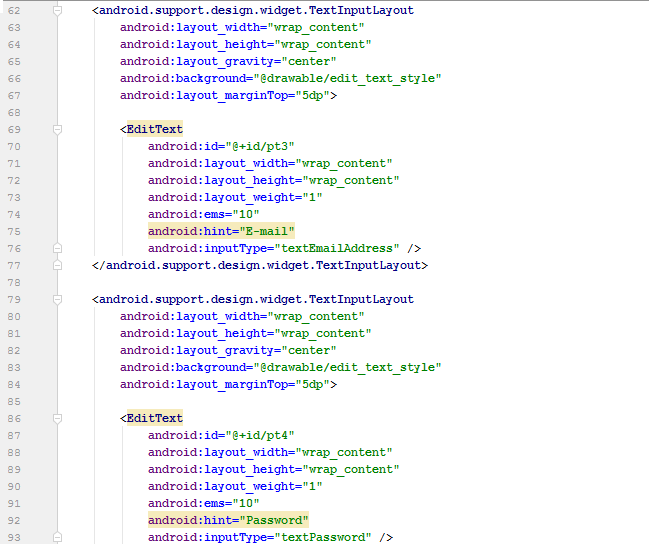 62 <android.support.design.widget.TextInputLayout
63 android:layout_width="wrap_content"
64 android:layout_height="wrap_content"
65 android:layout_gravity="center"
66 android:background="@drawable/edit_text_style"
67 android:layout_marginTop="5dp">
68
69 <EditText
70 android:id="@+id/pt3"
71 android:layout_width="wrap_content"
72 android:layout_height="wrap_content"
73 android:layout_weight="1"
74 android:ems="10"
75 android:hint="E-mail"
76 android:inputType="textEmailAddress" />
77 </android.support.design.widget.TextInputLayout>
78
79 <android.support.design.widget.TextInputLayout
80 android:layout_width="wrap_content"
81 android:layout_height="wrap_content"
82 android:layout_gravity="center"
83 android:background="@drawable/edit_text_style"
84 android:layout_marginTop="5dp">
85
86 <EditText
87 android:id="@+id/pt4"
88 android:layout_width="wrap_content"
89 android:layout_height="wrap_content"
90 android:layout_weight="1"
91 android:ems="10"
92 android:hint="Password"
93 android:inputType="textPassword" />